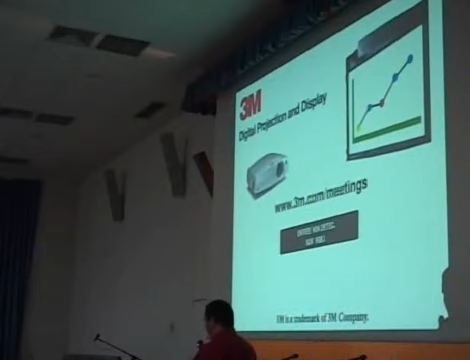 3M
Digital Projection and Display
www.3m.com/meetings
3M is a trademark of 3M Company.